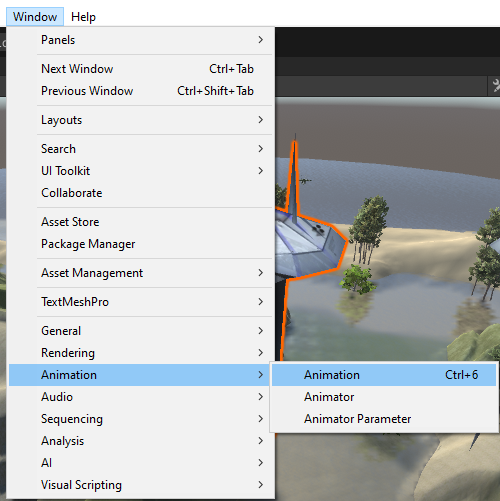 Window Help
Panels
Next Window Ctrl+Tab
Previous Window Ctrl+Shift+Tab
Layouts
Search
UI Toolkit
Collaborate
Asset Store
Package Manager
Asset Management
TextMeshPro
General
Rendering
Animation
Animation Ctrl+6
Audio
Animator
Sequencing
Animator Parameter
Analysis
AI
Visual Scripting